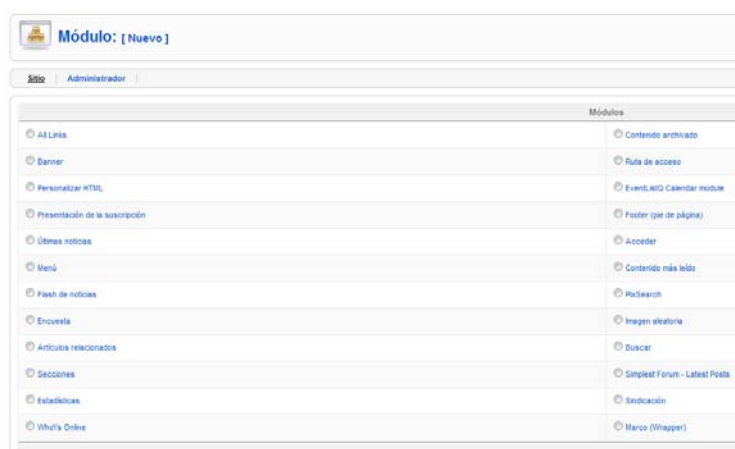 Módulo: [ Nuevo ]
Sitio Administrador
Módulos
All Links Contenido archivado
Banner Ruta de acceso
Personalizar HTML EventListQ Calendar module
Presentación de la suscripción Footer (pie de página)
Últimas noticias Acceder
Menú Contenido más leído
Flash de noticias PixSearch
Encuesta Imagen aleatoria
Artículos relacionados Buscar
Secciones Simplest Forum - Latest Posts
Estadísticas Sindicación
Who's Online Marco (Wrapper)